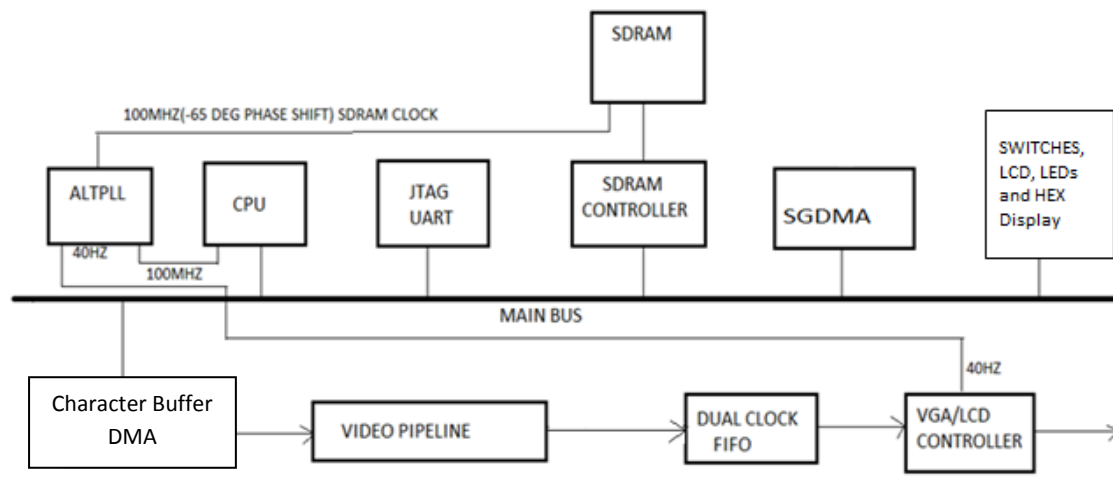 SDRAM
100MHZ(-65 DEG PHASE SHIFT) SDRAM CLOCK
ALTPLL
CPU
JTAG
UART
SDRAM
CONTROLLER
SGDMA
SWITCHES,
LCD, LEDs
and HEX
Display
40HZ
100MHZ
MAIN BUS
40HZ
Character Buffer
DMA
VIDEO PIPELINE
DUAL CLOCK
FIFO
VGA/LCD
CONTROLLER